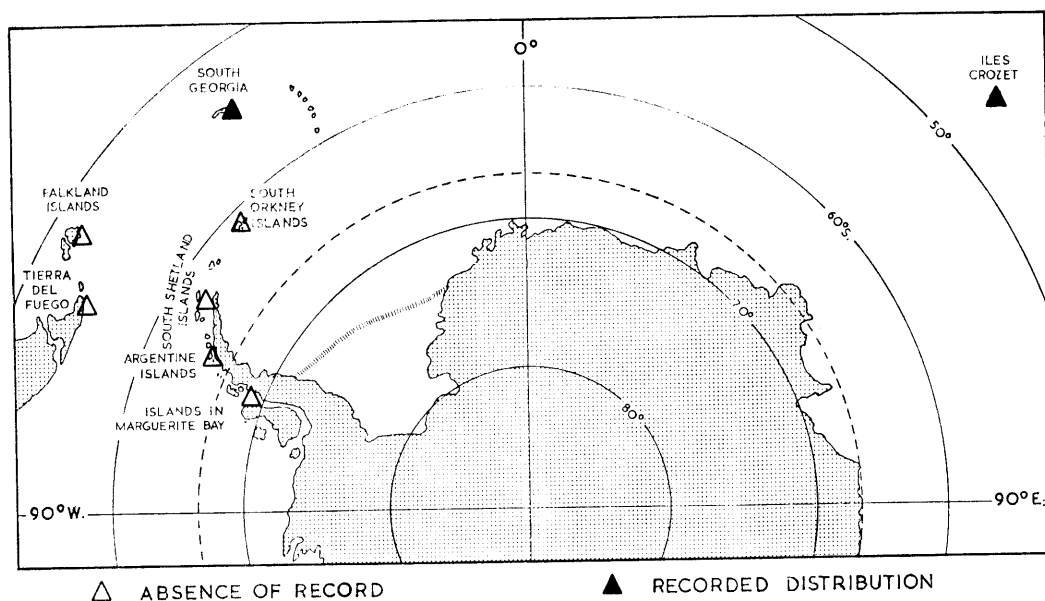 0°
SOUTH
GEORGIA
ILES
CROZET
50°
FALKLAND
ISLANDS
SOUTH
ORKNEY
ISLANDS
60°S.
TIERRA
DEL
FUEGO
SOUTH SHETLAND
ISLANDS
70°
ARGENTINE
ISLANDS
ISLANDS IN
MARGUERITE BAY
80°
90°W.
90°E.
ABSENCE OF RECORD
RECORDED DISTRIBUTION